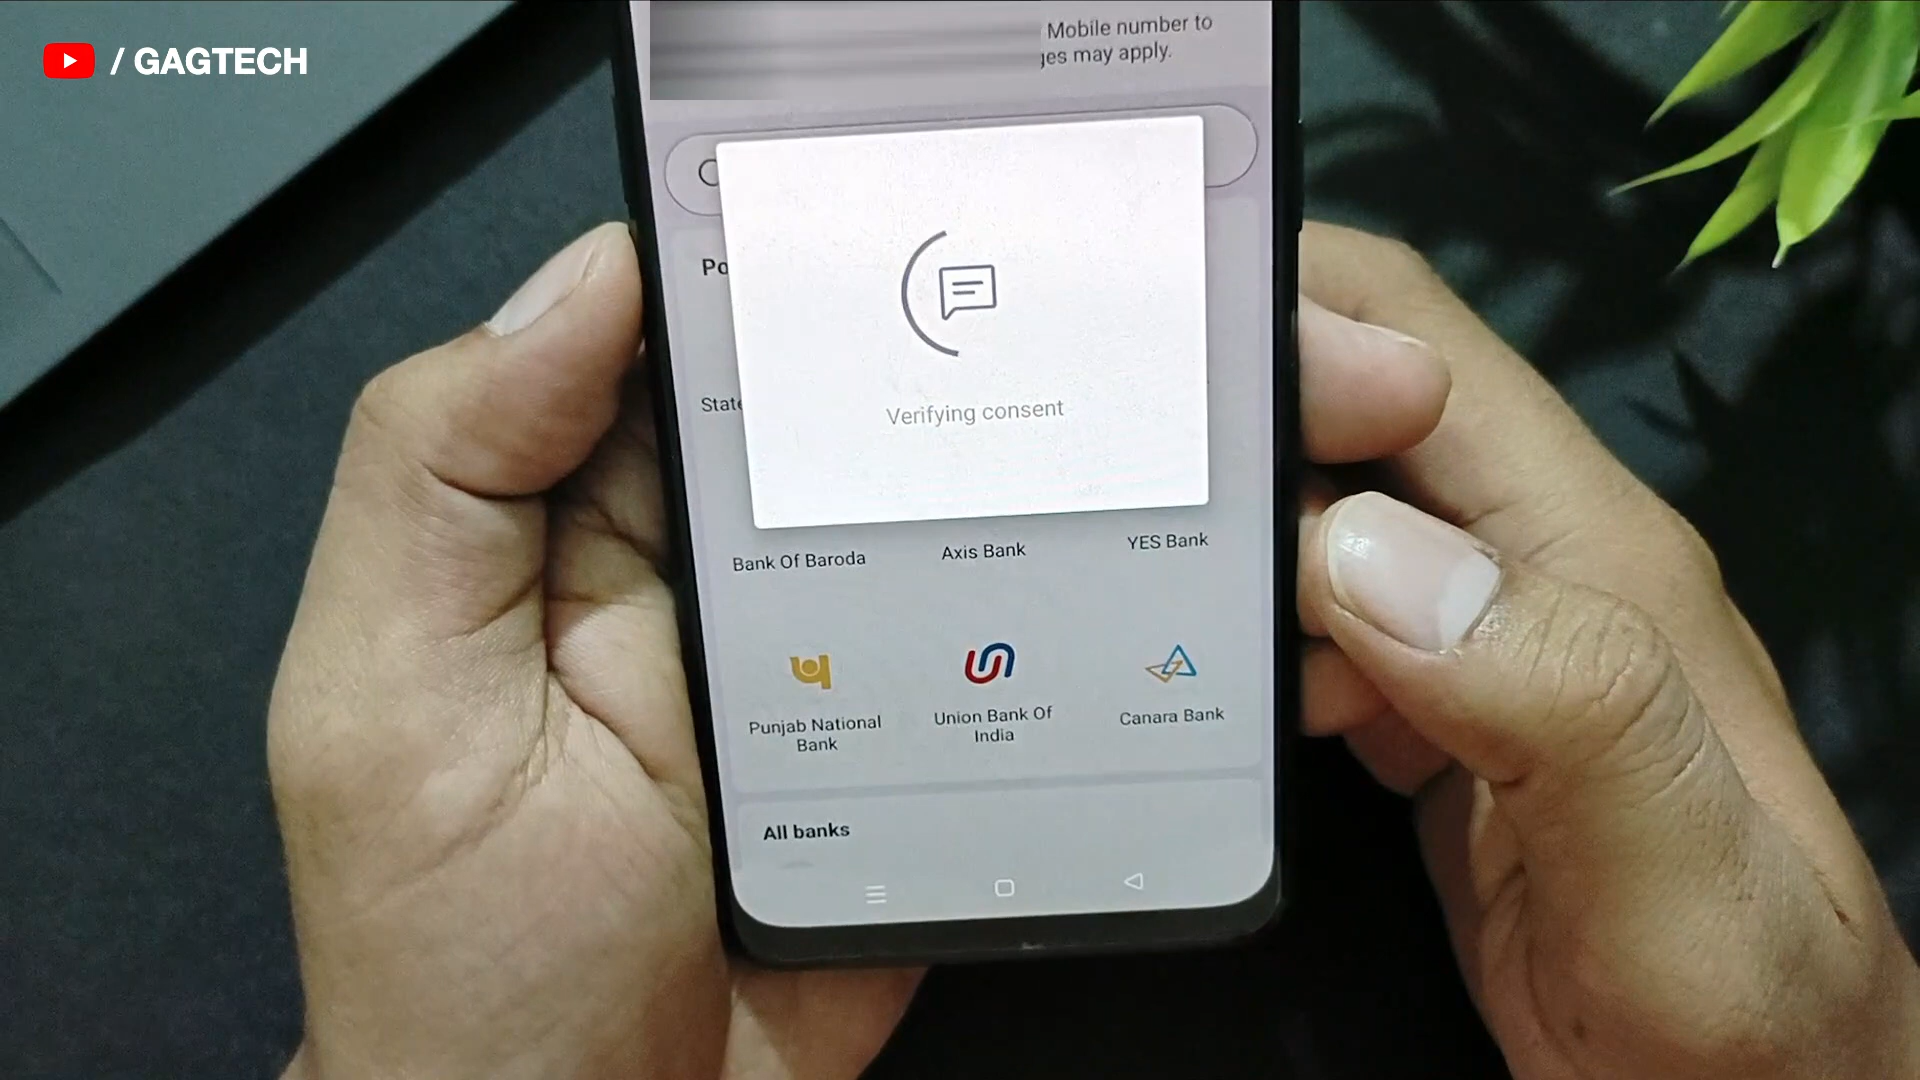 / GAGTECH
Mobile number to
ges may apply.
Po
State
Verifying consent
Bank Of Baroda
Axis Bank
YES Bank
Punjab National
Bank
Union Bank Of
India
Canara Bank
All banks